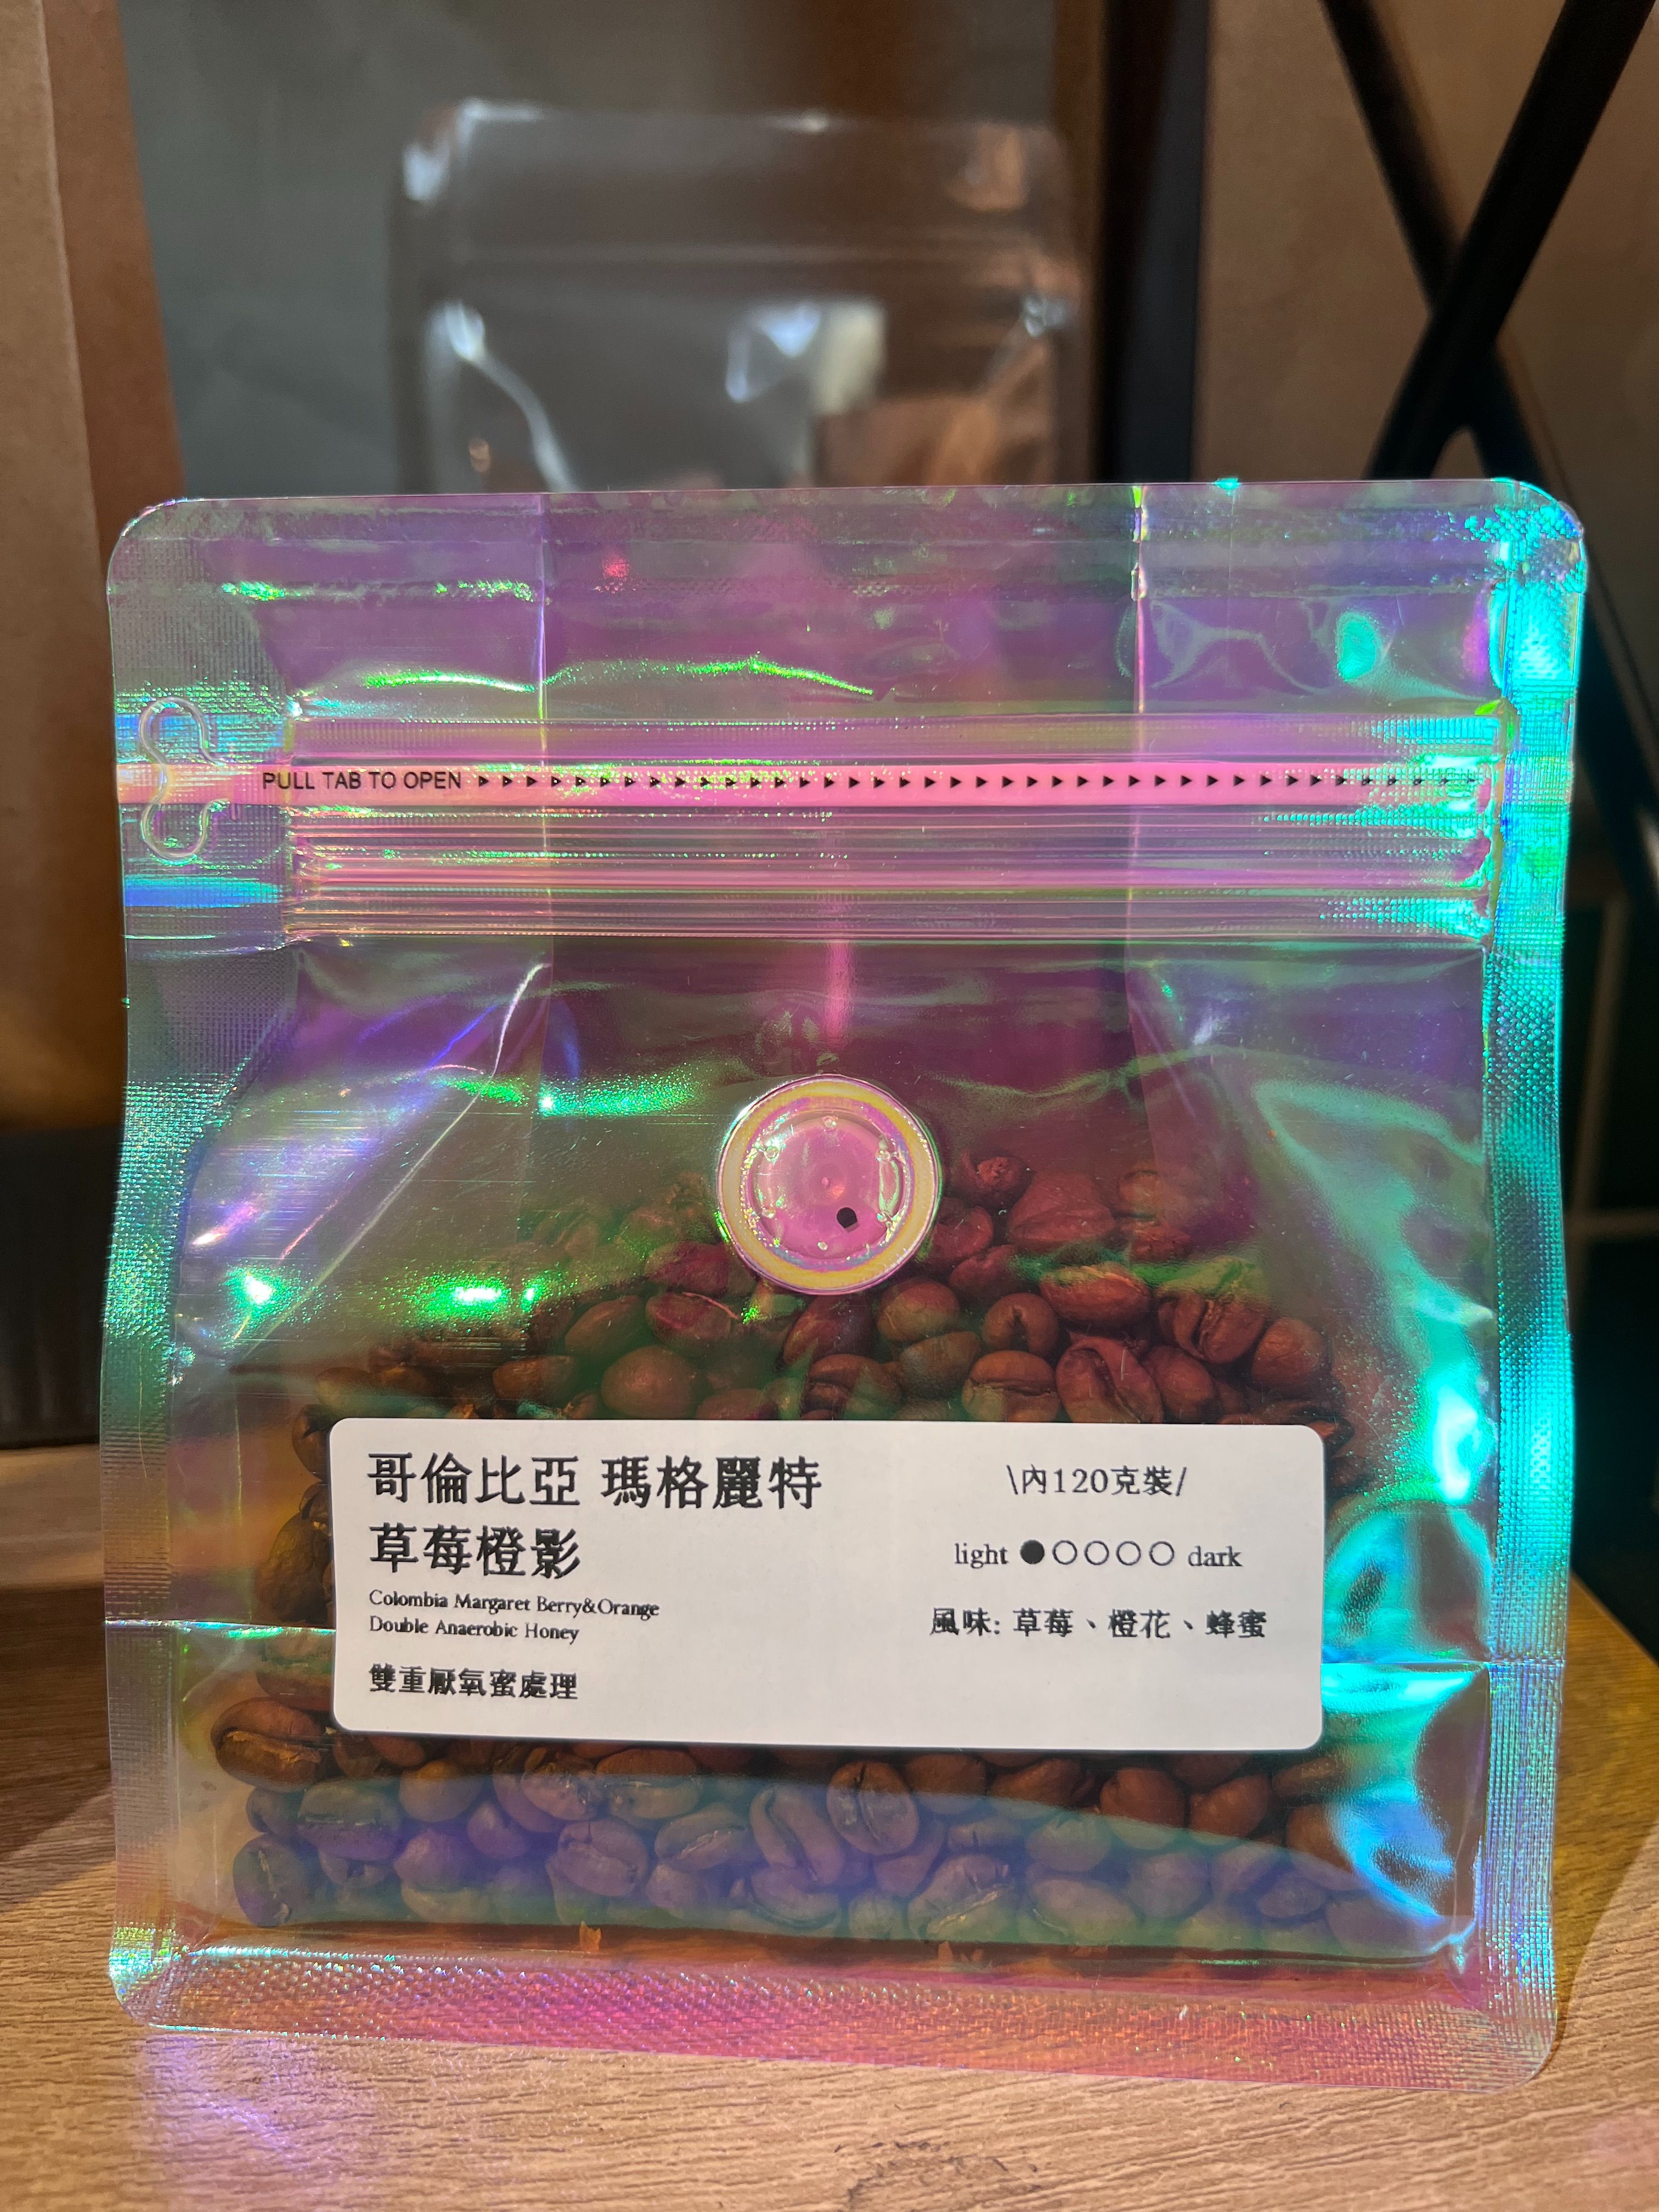 PULL TAB TO OPEN
哥倫比亞 瑪格麗特
草莓橙影
Colombia Margaret Berry&Orange
Double Anaerobic Honey
雙重厭氧蜜處理
\內120克裝/
light ●○○○○ dark
風味: 草莓、橙花、蜂蜜